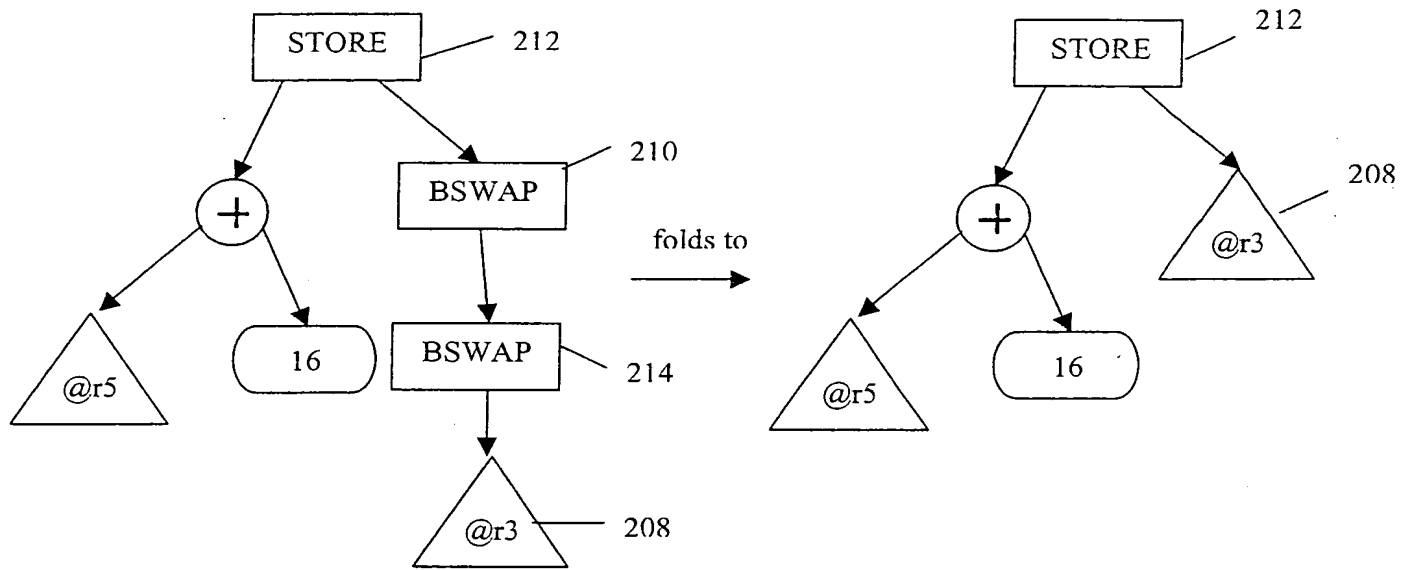 STORE
212
+
210
BSWAP
BSWAP
214
@r5
16
@r3
208
folds to
STORE
212
+
208
@r3
@r5
16